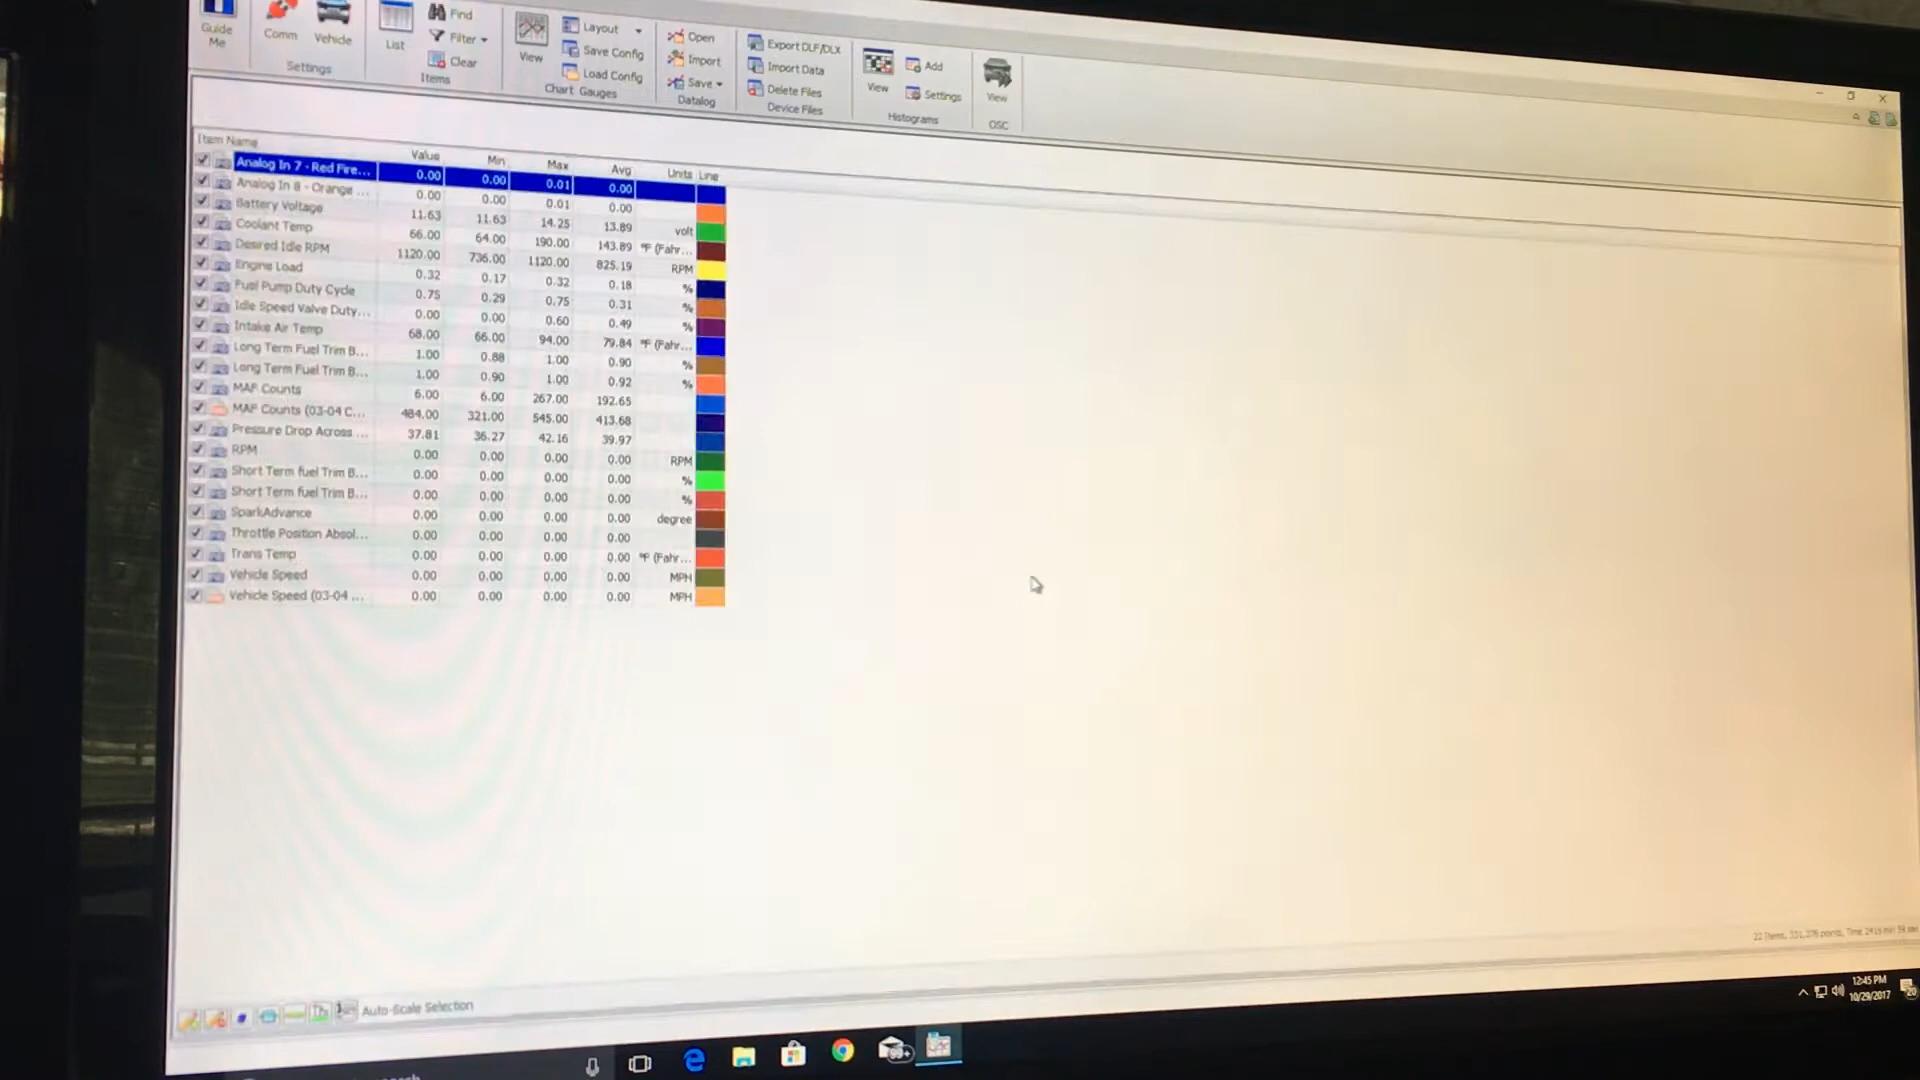 Guide Me
Comm
Vehicle
Settings
List
Find
Filter
Clear
Items
View
Layout
Save Config
Load Config
Chart Gauges
Open
Import
Save
Datalog
Export DLF/DLX
Import Data
Delete Files
Device Files
View
Add
Settings
Histograms
View
OSC
Item Name Value Min Max Avg Units Line
Analog In 7 - Red Fire... 0.00 0.00 0.01 0.00
Analog In 8 - Orange ... 0.00 0.00 0.01 0.00
Battery Voltage 11.63 11.63 14.25 13.89 volt
Coolant Temp 66.00 64.00 190.00 143.89 °F (Fahr...
Desired Idle RPM 1120.00 736.00 1120.00 825.19 RPM
Engine Load 0.32 0.17 0.32 0.18 %
Fuel Pump Duty Cycle 0.75 0.29 0.75 0.31 %
Idle Speed Valve Duty... 0.00 0.00 0.60 0.49 %
Intake Air Temp 68.00 66.00 94.00 79.84 °F (Fahr...
Long Term Fuel Trim B... 1.00 0.88 1.00 0.90 %
Long Term Fuel Trim B... 1.00 0.90 1.00 0.92 %
MAF Counts 6.00 6.00 267.00 192.65
MAF Counts (03-04 C... 484.00 321.00 545.00 413.68
Pressure Drop Across ... 37.81 36.27 42.16 39.97
RPM 0.00 0.00 0.00 0.00 RPM
Short Term fuel Trim B... 0.00 0.00 0.00 0.00 %
Short Term fuel Trim B... 0.00 0.00 0.00 0.00 %
SparkAdvance 0.00 0.00 0.00 0.00 degree
Throttle Position Absol... 0.00 0.00 0.00 0.00
Trans Temp 0.00 0.00 0.00 0.00 °F (Fahr...
Vehicle Speed 0.00 0.00 0.00 0.00 MPH
Vehicle Speed (03-04 ... 0.00 0.00 0.00 0.00 MPH
Auto-Scale Selection
12:45 PM
10/29/2017
99+
20